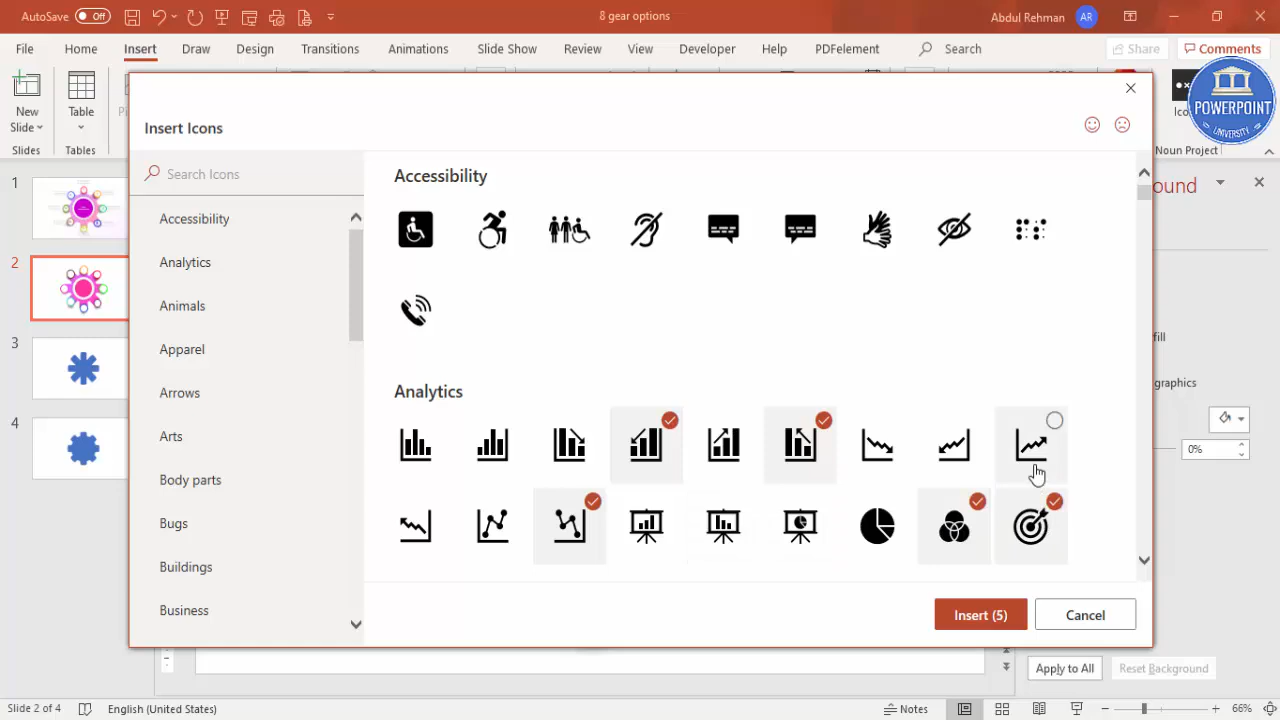 AutoSave Off 8 gear options Abdul Rehman AR
File Home Insert Draw Design Transitions Animations Slide Show Review View Developer Help PDFelement Search Share Comments
New
Slide
Table
Slides Tables
Noun Project
POWERPOINT
UNIVERSITY
Insert Icons
Search Icons
Accessibility
Analytics
Animals
Apparel
Arrows
Arts
Body parts
Bugs
Buildings
Business
Accessibility
Analytics
Insert (5) Cancel
1
2
3
4
ound
fill
graphics
0%
Apply to All Reset Background
Slide 2 of 4 English (United States) Notes 66%